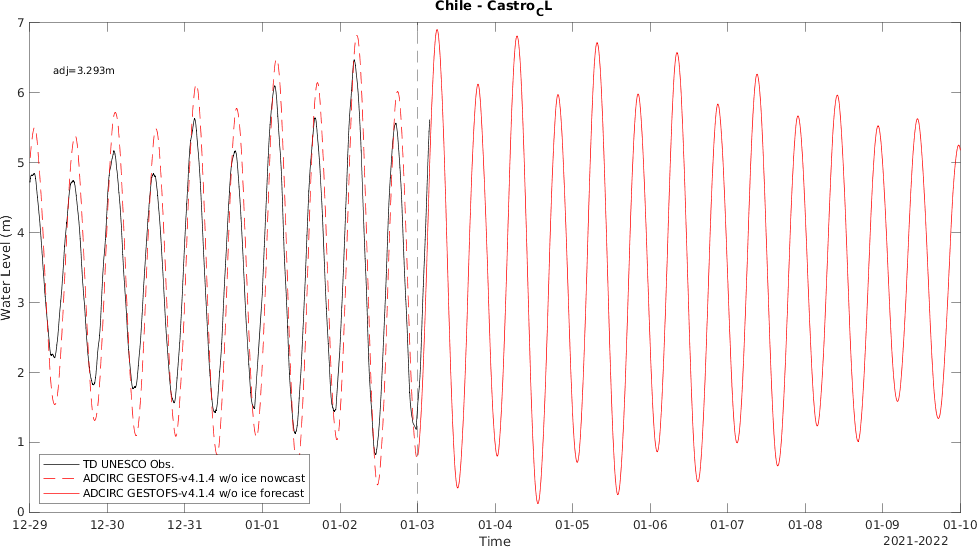 Chile - Castro_CL
adj=3.293m
7
6
5
4
3
2
1
0
Water Level (m)
TD UNESCO Obs.
ADCIRC GESTOFS-v4.1.4 w/o ice nowcast
ADCIRC GESTOFS-v4.1.4 w/o ice forecast
12-29 12-30 12-31 01-01 01-02 01-03 01-04 01-05 01-06 01-07 01-08 01-09 01-10
Time
2021-2022